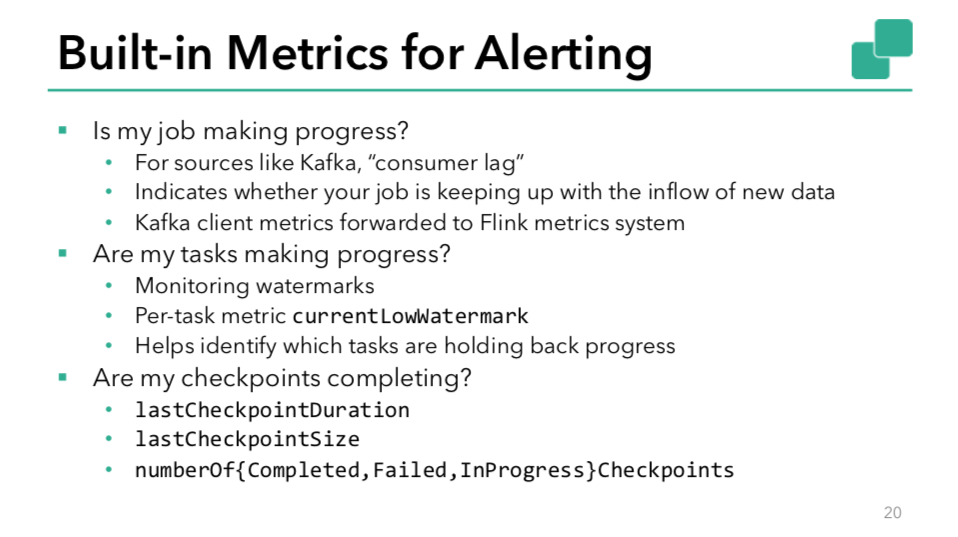 Built-in Metrics for Alerting
▪ Is my job making progress?
• For sources like Kafka, “consumer lag”
• Indicates whether your job is keeping up with the inflow of new data
• Kafka client metrics forwarded to Flink metrics system
▪ Are my tasks making progress?
• Monitoring watermarks
• Per-task metric currentLowWatermark
• Helps identify which tasks are holding back progress
▪ Are my checkpoints completing?
• lastCheckpointDuration
• lastCheckpointSize
• numberOf{Completed,Failed,InProgress}Checkpoints
20